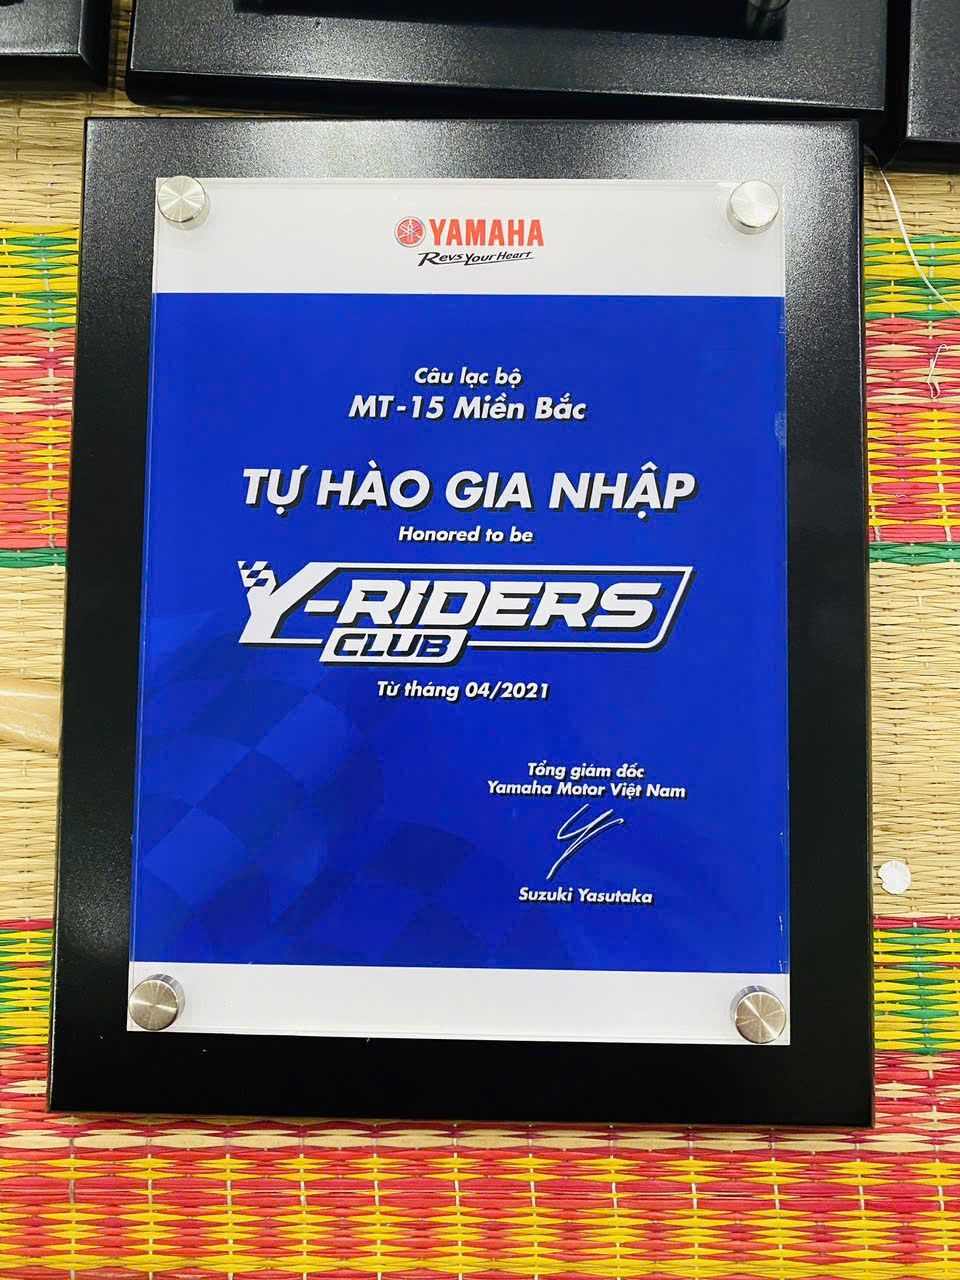 YAMAHA
Revs Your Heart
Câu lạc bộ
MT-15 Miền Bắc
TỰ HÀO GIA NHẬP
Honored to be
Y-RIDERS
CLUB
Từ tháng 04/2021
Tổng giám đốc
Yamaha Motor Việt Nam
Suzuki Yasutaka